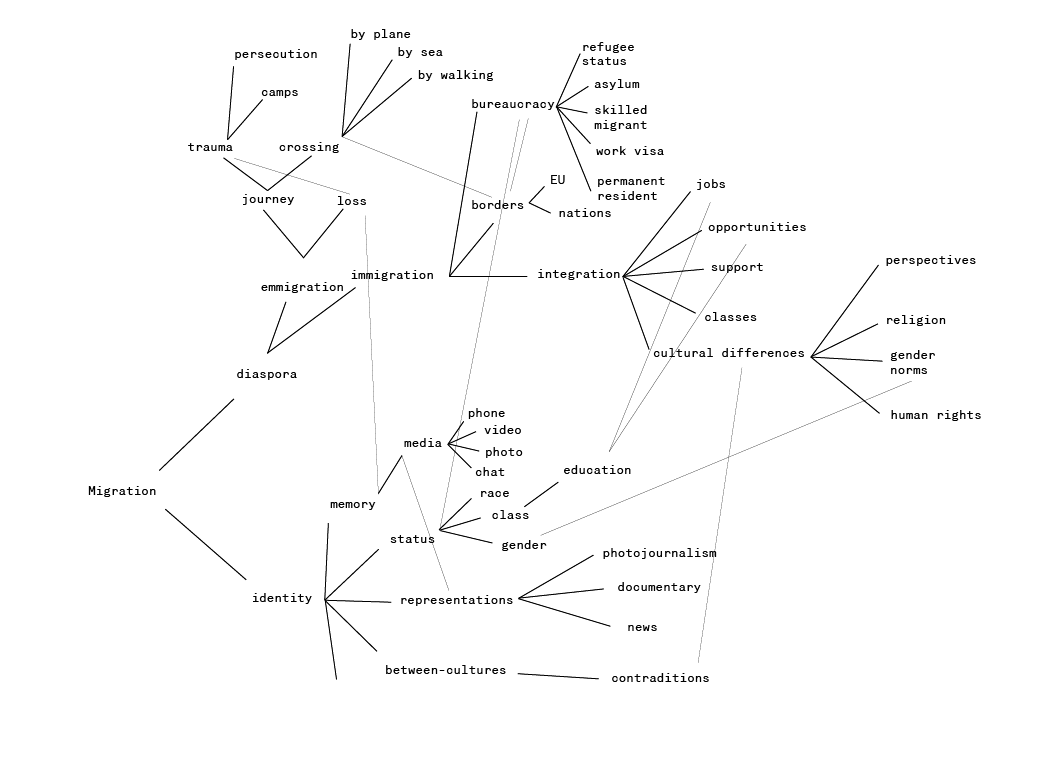 by plane
persecution
by sea
by walking
camps
trauma
crossing
journey
loss
refugee
status
bureaucracy
asylum
skilled
migrant
work visa
permanent
resident
EU
borders
nations
jobs
opportunities
immigration
integration
support
classes
cultural differences
perspectives
religion
gender
norms
human rights
emmigration
diaspora
Migration
phone
video
media
photo
chat
education
race
memory
class
status
gender
photojournalism
documentary
identity
representations
news
between-cultures
contraditions